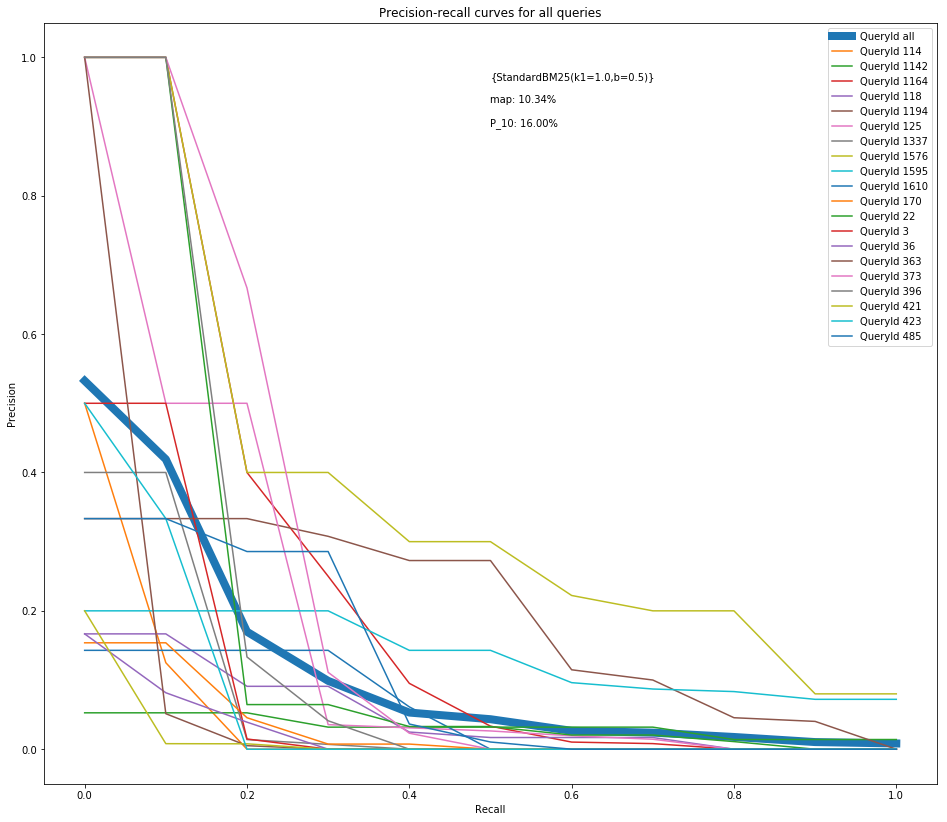 Precision-recall curves for all queries
QueryId all
QueryId 114
QueryId 1142
QueryId 1164
QueryId 118
QueryId 1194
QueryId 125
QueryId 1337
QueryId 1576
QueryId 1595
QueryId 1610
QueryId 170
QueryId 22
QueryId 3
QueryId 36
QueryId 363
QueryId 373
QueryId 396
QueryId 421
QueryId 423
QueryId 485
{StandardBM25(k1=1.0,b=0.5)}
map: 10.34%
P_10: 16.00%
Precision
1.0
0.8
0.6
0.4
0.2
0.0
0.0 0.2 0.4 0.6 0.8 1.0
Recall